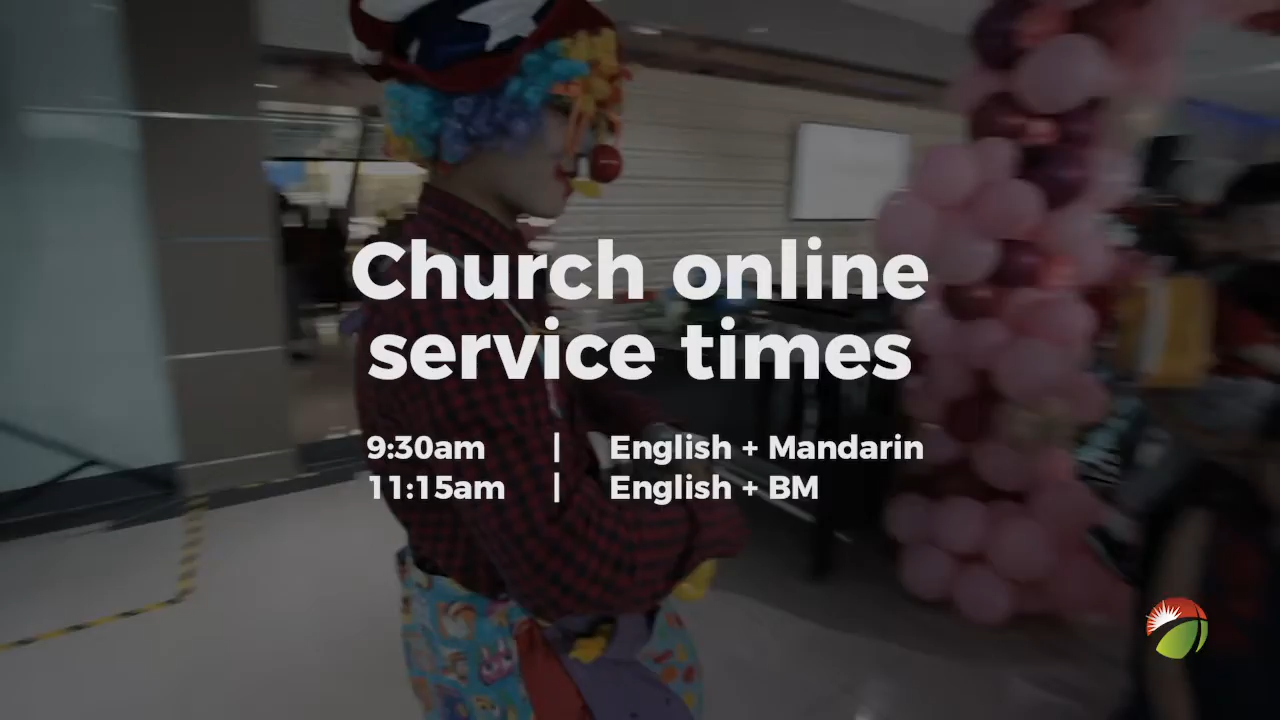 Church online
service times
9:30am | English + Mandarin
11:15am | English + BM